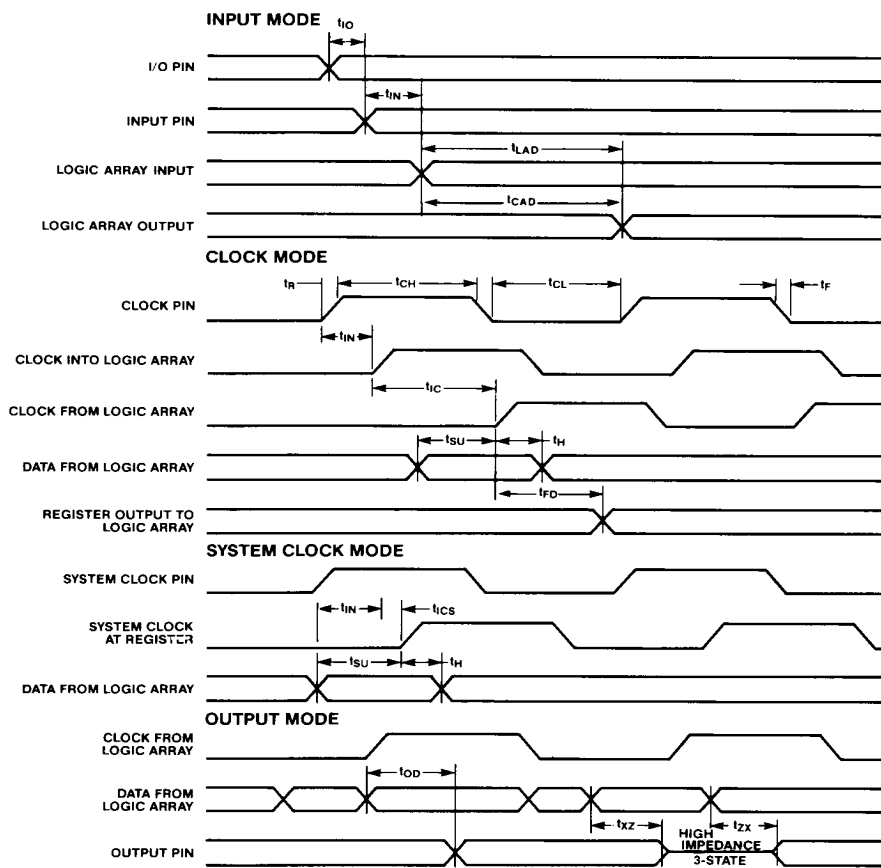 INPUT MODE
tIO
I/O PIN
tIN
INPUT PIN
tLAD
LOGIC ARRAY INPUT
tCAD
LOGIC ARRAY OUTPUT
CLOCK MODE
tR
tCH
tCL
tF
CLOCK PIN
tIN
CLOCK INTO LOGIC ARRAY
tIC
CLOCK FROM LOGIC ARRAY
tSU
tH
DATA FROM LOGIC ARRAY
tFD
REGISTER OUTPUT TO
LOGIC ARRAY
SYSTEM CLOCK MODE
SYSTEM CLOCK PIN
tIN
tICS
SYSTEM CLOCK
AT REGISTER
tSU
tH
DATA FROM LOGIC ARRAY
OUTPUT MODE
CLOCK FROM
LOGIC ARRAY
tOD
DATA FROM
LOGIC ARRAY
tXZ
HIGH
IMPEDANCE
tZX
3-STATE
OUTPUT PIN